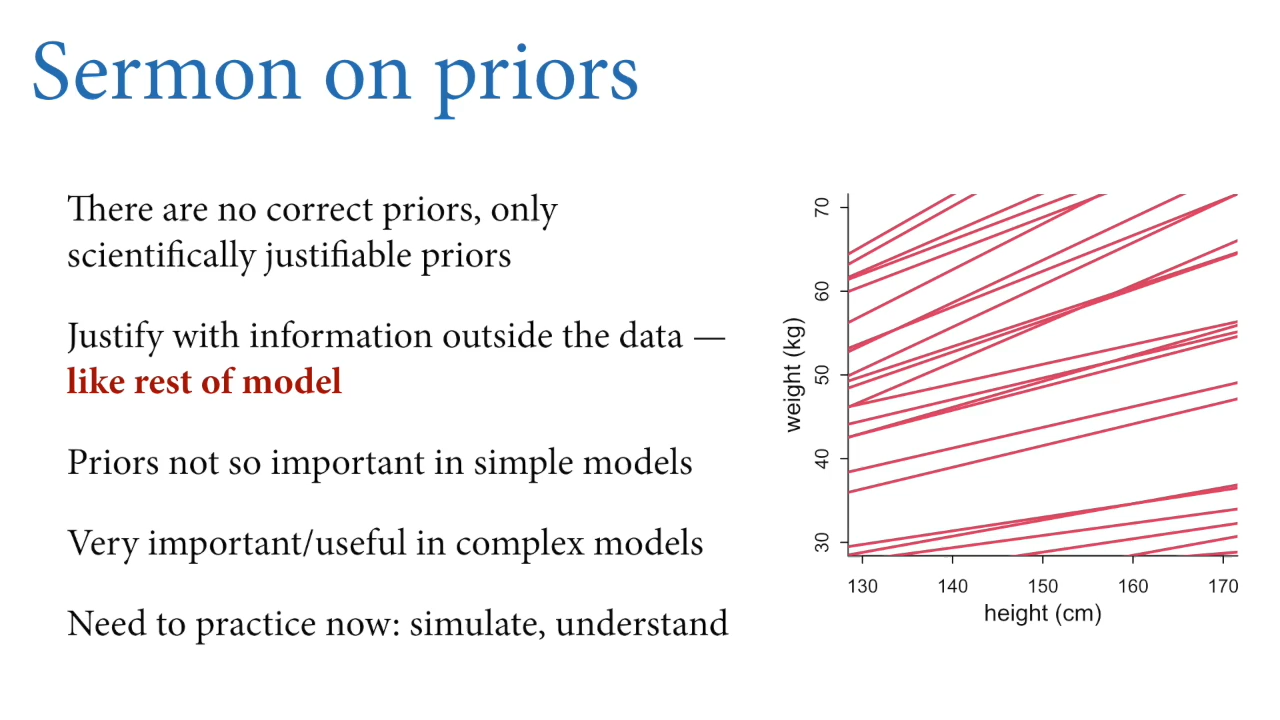 Sermon on priors
There are no correct priors, only
scientifically justifiable priors
Justify with information outside the data —
like rest of model
Priors not so important in simple models
Very important/useful in complex models
Need to practice now: simulate, understand
weight (kg)
70
60
50
40
30
130 140 150 160 170
height (cm)